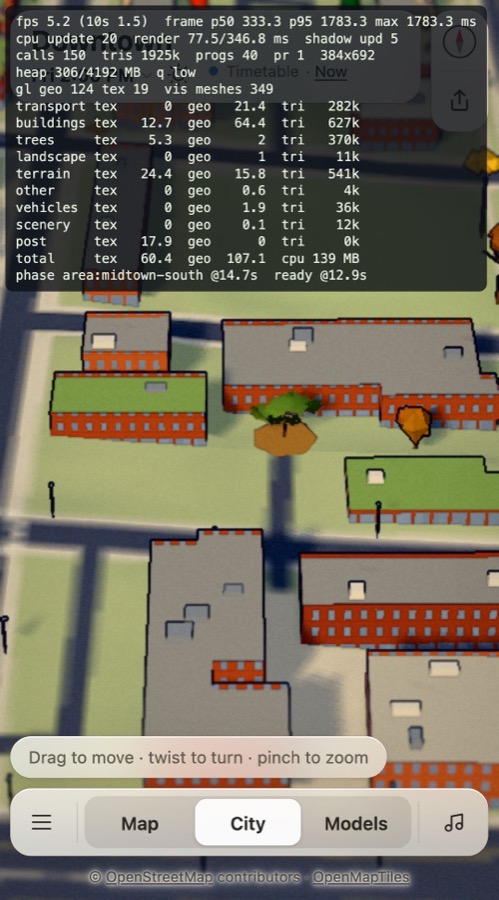 fps 5.2 (10s 1.5)  frame p50 333.3 p95 1783.3 max 1783.3 ms
cpu update 20  render 77.5/346.8 ms  shadow upd 5
calls 150  tris 1925k  progs 40  pr 1  384x692
heap 306/4192 MB  q low
Timetable · Now
gl geo 124 tex 19  vis meshes 349
transport tex 0 geo 0 tri 282k
buildings tex 12.7 geo 64.4 tri 627k
trees tex 5.3 geo 2 tri 370k
landscape tex 0 geo 1 tri 11k
terrain tex 24.4 geo 15.8 tri 541k
other tex 0 geo 0.6 tri 4k
vehicles tex 0 geo 1.9 tri 36k
scenery tex 0 geo 0.1 tri 12k
post tex 17.9 geo 0 tri 0k
total tex 60.4 geo 107.1 cpu 139 MB
phase area:midtown-south @14.7s  ready @12.9s
Drag to move · twist to turn · pinch to zoom
Map City Models
© OpenStreetMap contributors · OpenMapTiles